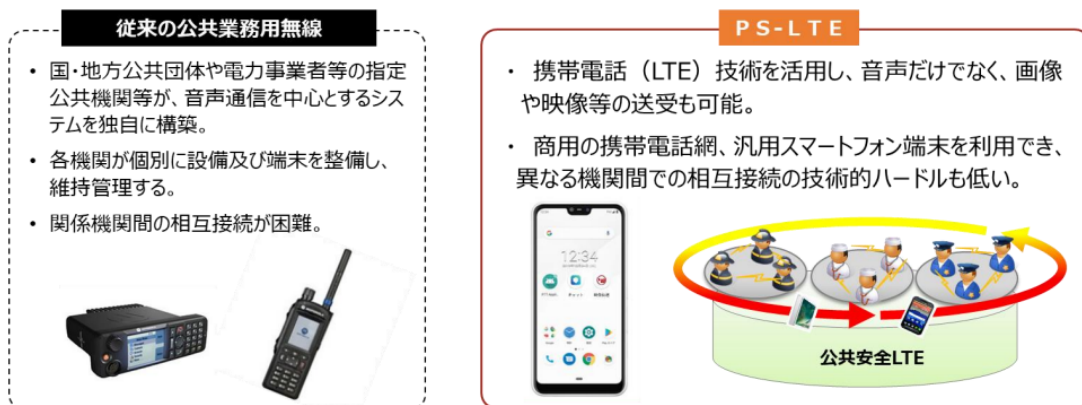 従来の公共業務用無線
• 国・地方公共団体や電力事業者等の指定
公共機関等が、音声通信を中心とするシス
テムを独自に構築。
• 各機関が個別に設備及び端末を整備し、
維持管理する。
• 関係機関間の相互接続が困難。
PS-LTE
・ 携帯電話（LTE）技術を活用し、音声だけでなく、画像
や映像等の送受も可能。
・ 商用の携帯電話網、汎用スマートフォン端末を利用でき、
異なる機関間での相互接続の技術的ハードルも低い。
12:34
公共安全LTE